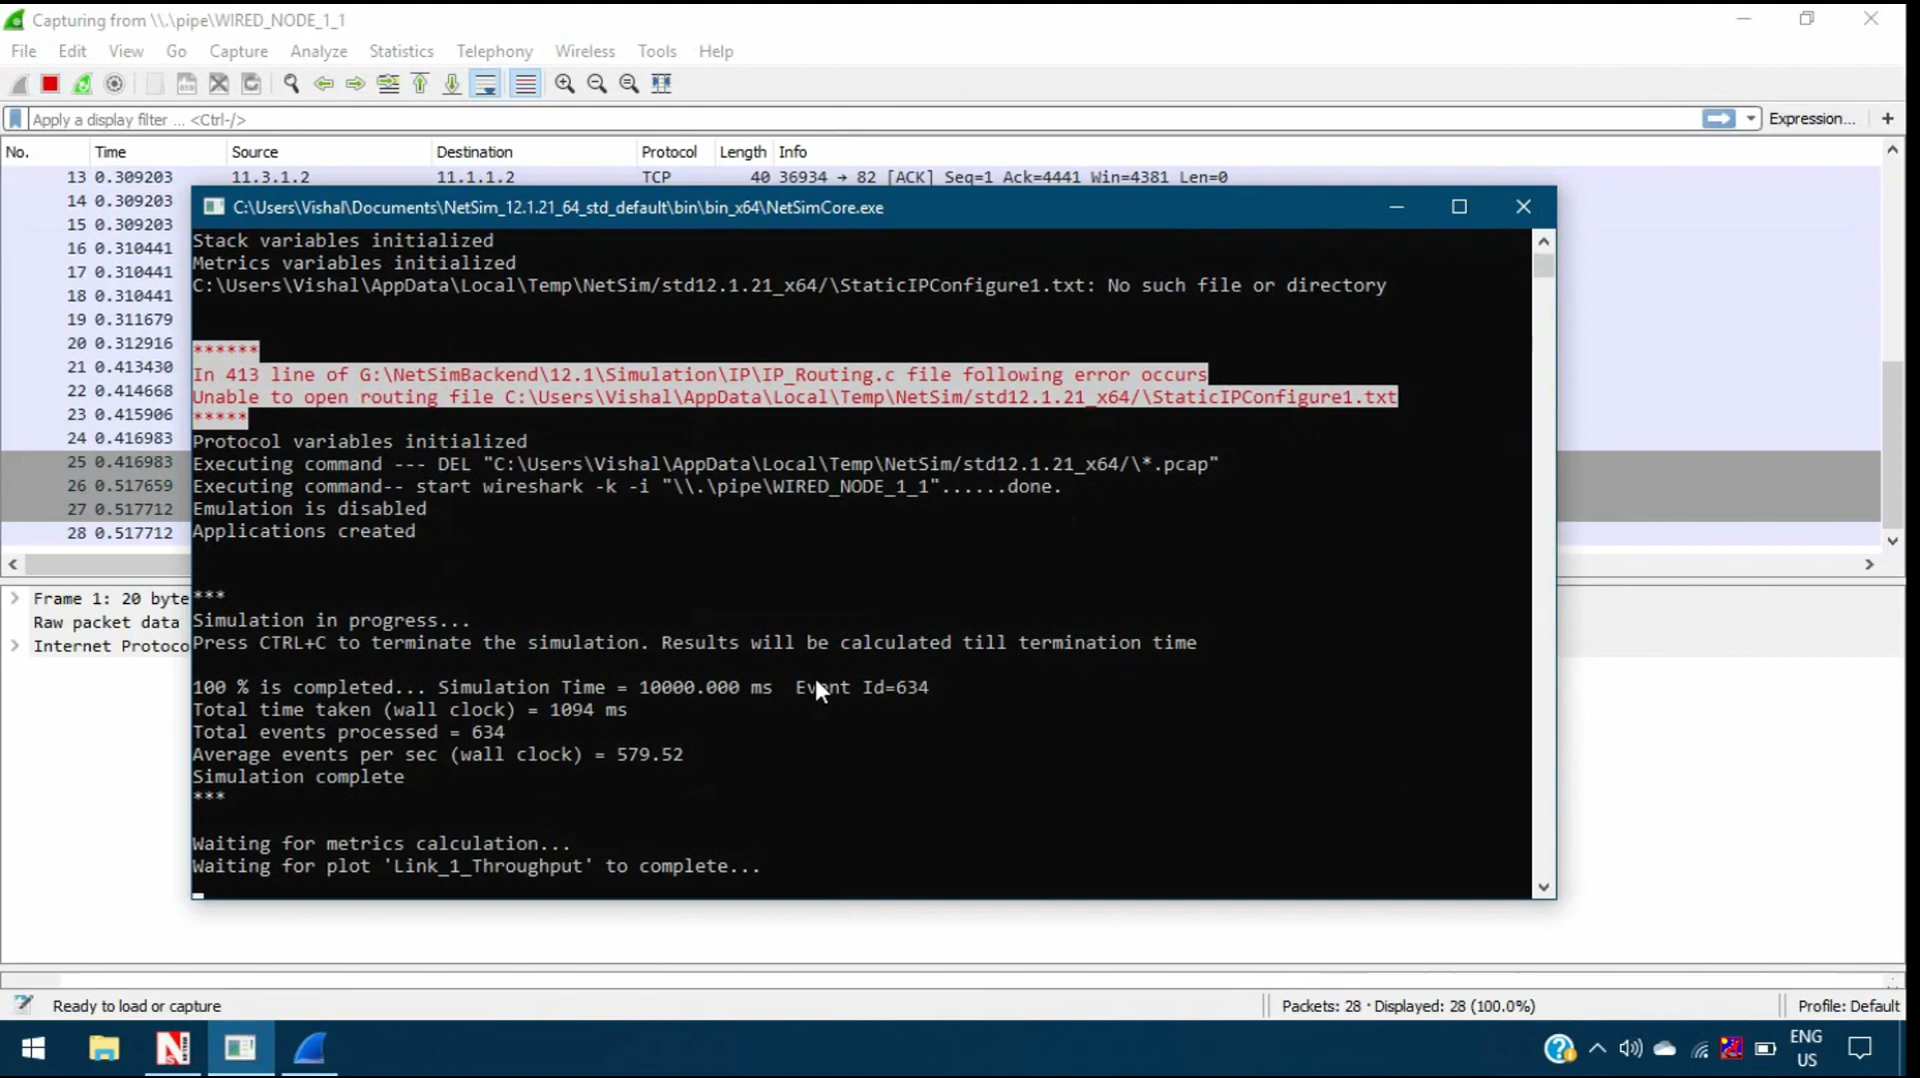 Capturing from \\.\pipe\WIRED_NODE_1_1
File Edit View Go Capture Analyze Statistics Telephony Wireless Tools Help
Apply a display filter ... <Ctrl-/>
Expression... +
No. Time Source Destination Protocol Length Info
13 0.309203 11.3.1.2 11.1.1.2 TCP 40 36934 → 82 [ACK] Seq=1 Ack=4441 Win=4381 Len=0
14 0.309203
15 0.309203
16 0.310441
17 0.310441
18 0.310441
19 0.311679
20 0.312916
21 0.413430
22 0.414668
23 0.415906
24 0.416983
25 0.416983
26 0.517659
27 0.517712
28 0.517712
Frame 1: 20 byte
Raw packet data
Internet Protoco
C:\Users\Vishal\Documents\NetSim_12.1.21_64_std_default\bin\bin_x64\NetSimCore.exe
Stack variables initialized
Metrics variables initialized
C:\Users\Vishal\AppData\Local\Temp\NetSim/std12.1.21_x64/\StaticIPConfigure1.txt: No such file or directory
******
In 413 line of G:\NetSimBackend\12.1\Simulation\IP\IP_Routing.c file following error occurs
Unable to open routing file C:\Users\Vishal\AppData\Local\Temp\NetSim/std12.1.21_x64/\StaticIPConfigure1.txt
*****
Protocol variables initialized
Executing command --- DEL "C:\Users\Vishal\AppData\Local\Temp\NetSim/std12.1.21_x64/\*.pcap"
Executing command-- start wireshark -k -i "\\.\pipe\WIRED_NODE_1_1"......done.
Emulation is disabled
Applications created
***
Simulation in progress...
Press CTRL+C to terminate the simulation. Results will be calculated till termination time
100 % is completed... Simulation Time = 10000.000 ms Event Id=634
Total time taken (wall clock) = 1094 ms
Total events processed = 634
Average events per sec (wall clock) = 579.52
Simulation complete
***
Waiting for metrics calculation...
Waiting for plot 'Link_1_Throughput' to complete...
Ready to load or capture
Packets: 28 · Displayed: 28 (100.0%)
Profile: Default
ENG
US